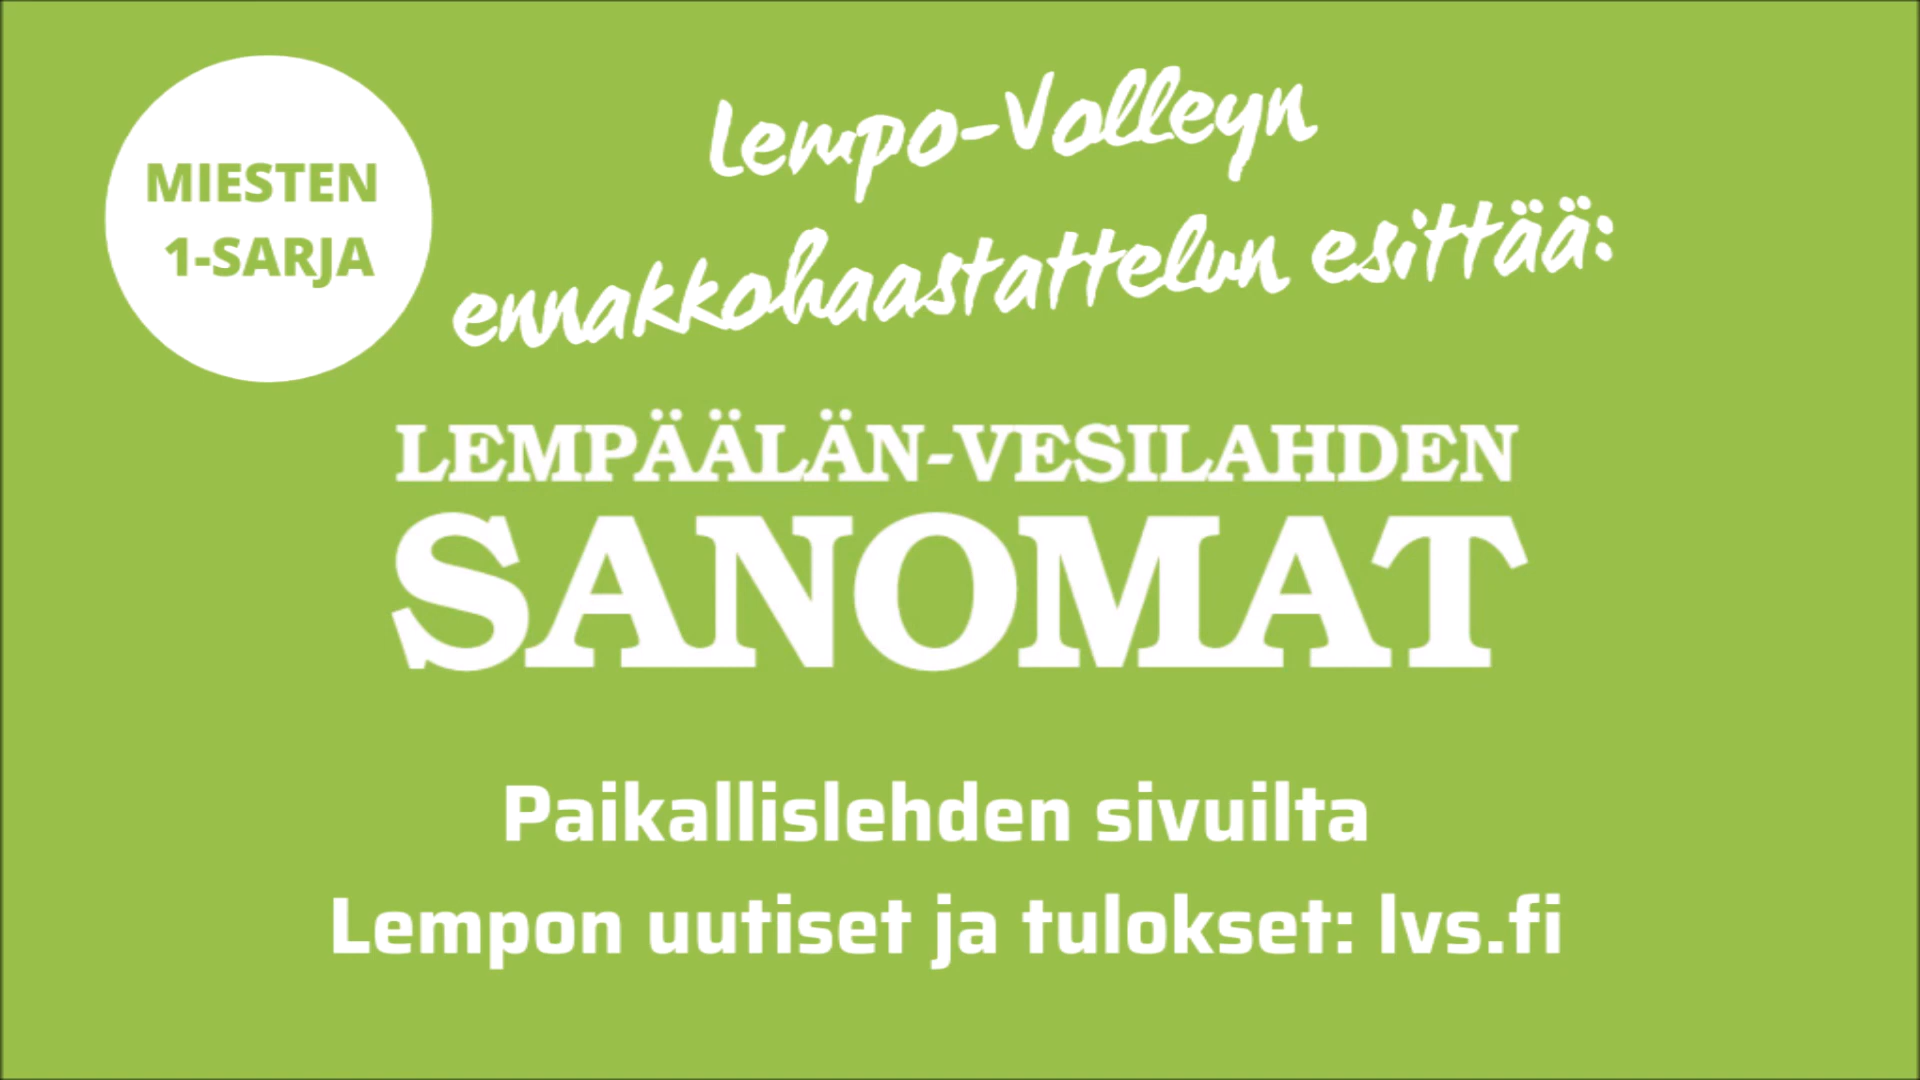 MIESTEN
1-SARJA
Lempo-Volleyn
ennakkohaastattelun esittää:
LEMPÄÄLÄN-VESILAHDEN
SANOMAT
Paikallislehden sivuilta
Lempon uutiset ja tulokset: lvs.fi